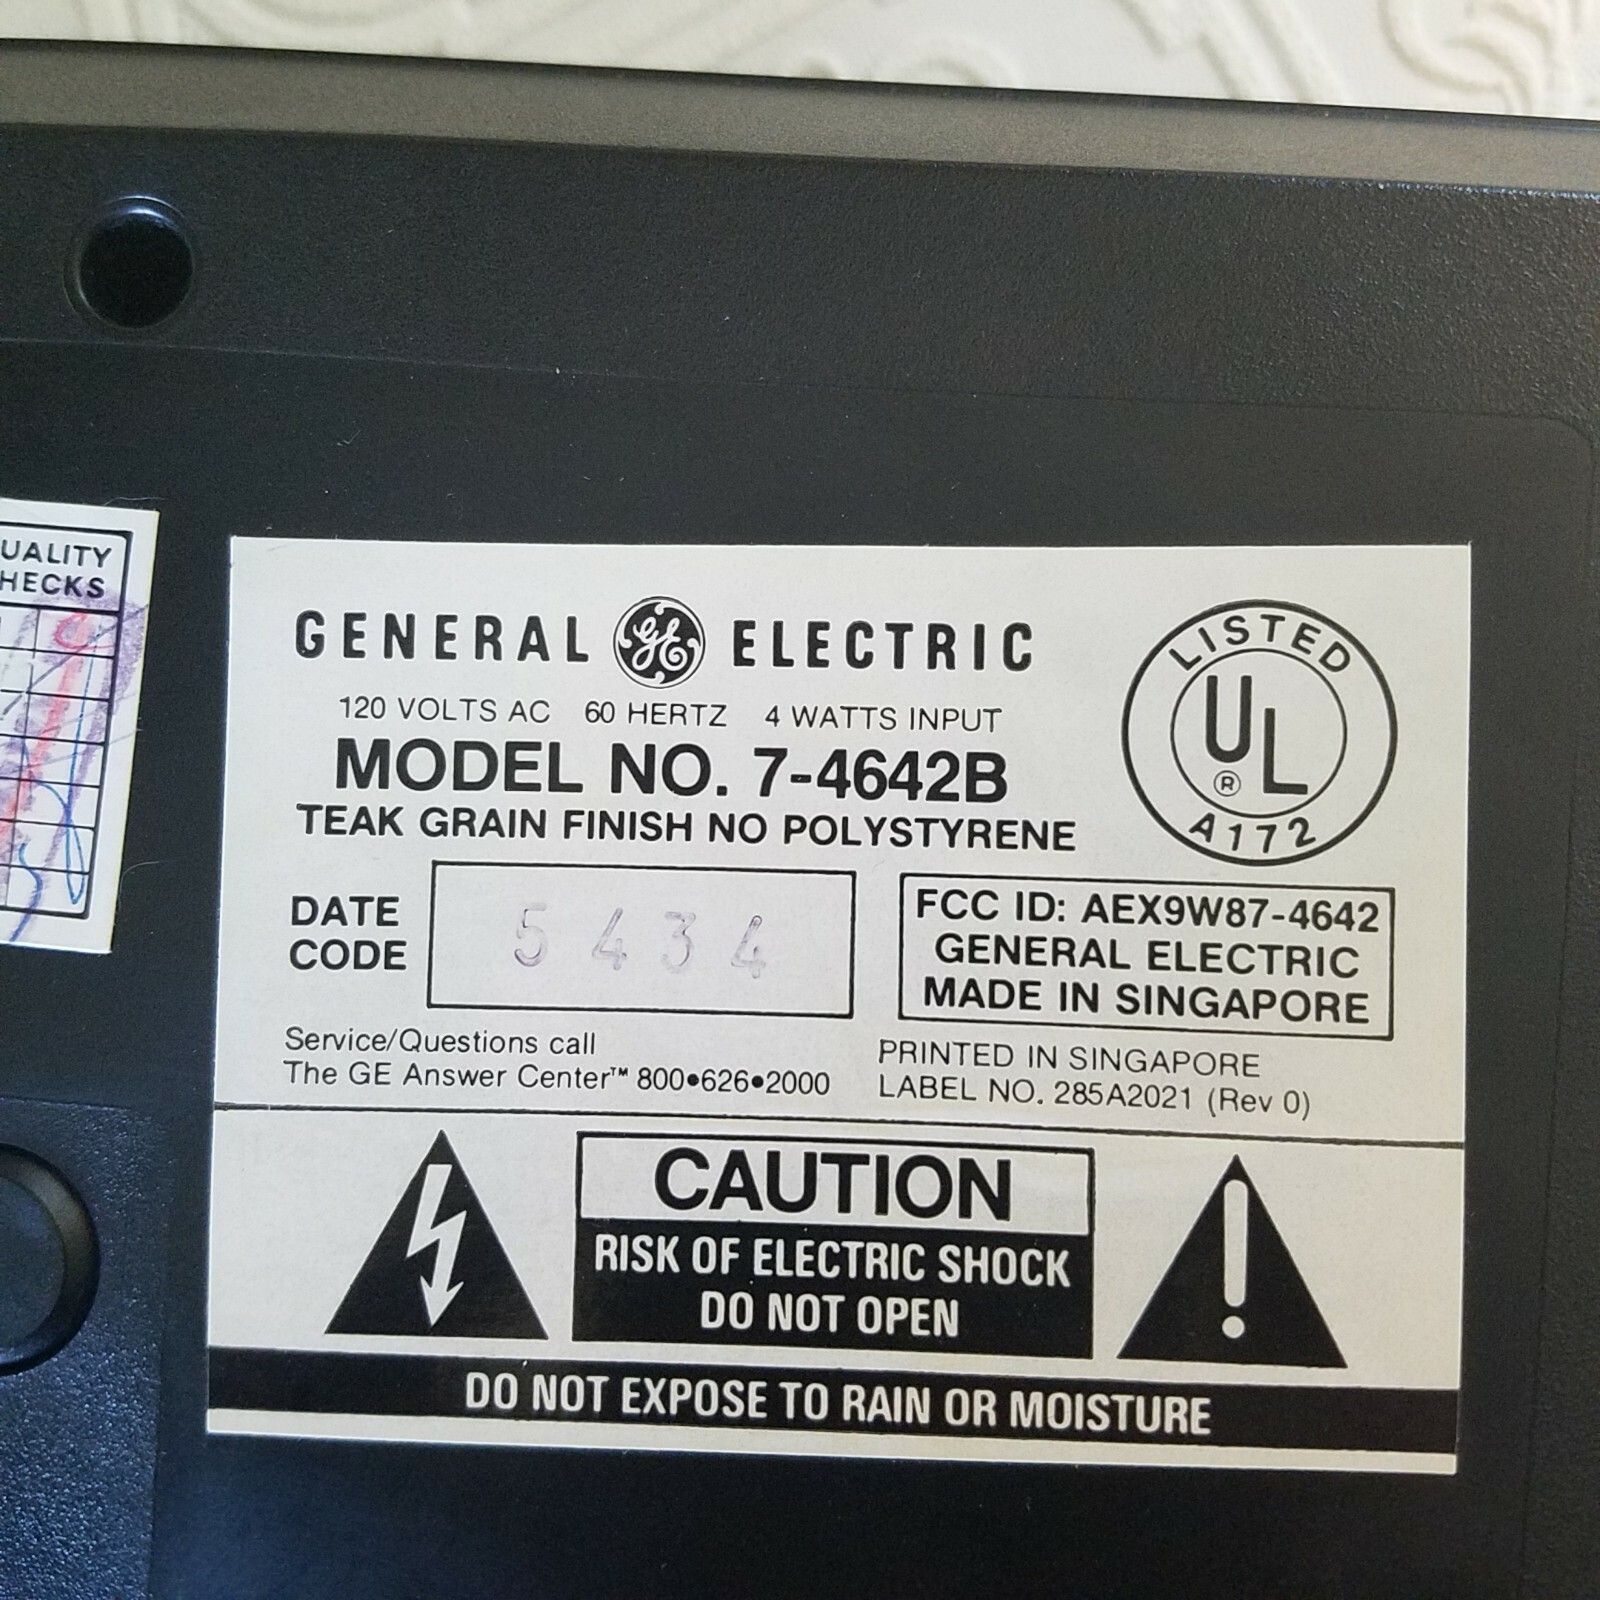 UALITY
HECKS
GENERAL GE ELECTRIC
120 VOLTS AC 60 HERTZ 4 WATTS INPUT
MODEL NO. 7-4642B
TEAK GRAIN FINISH NO POLYSTYRENE
LISTED
UL
®
A172
DATE
CODE
5434
FCC ID: AEX9W87-4642
GENERAL ELECTRIC
MADE IN SINGAPORE
Service/Questions call
The GE Answer Center™ 800•626•2000
PRINTED IN SINGAPORE
LABEL NO. 285A2021 (Rev 0)
CAUTION
RISK OF ELECTRIC SHOCK
DO NOT OPEN
DO NOT EXPOSE TO RAIN OR MOISTURE